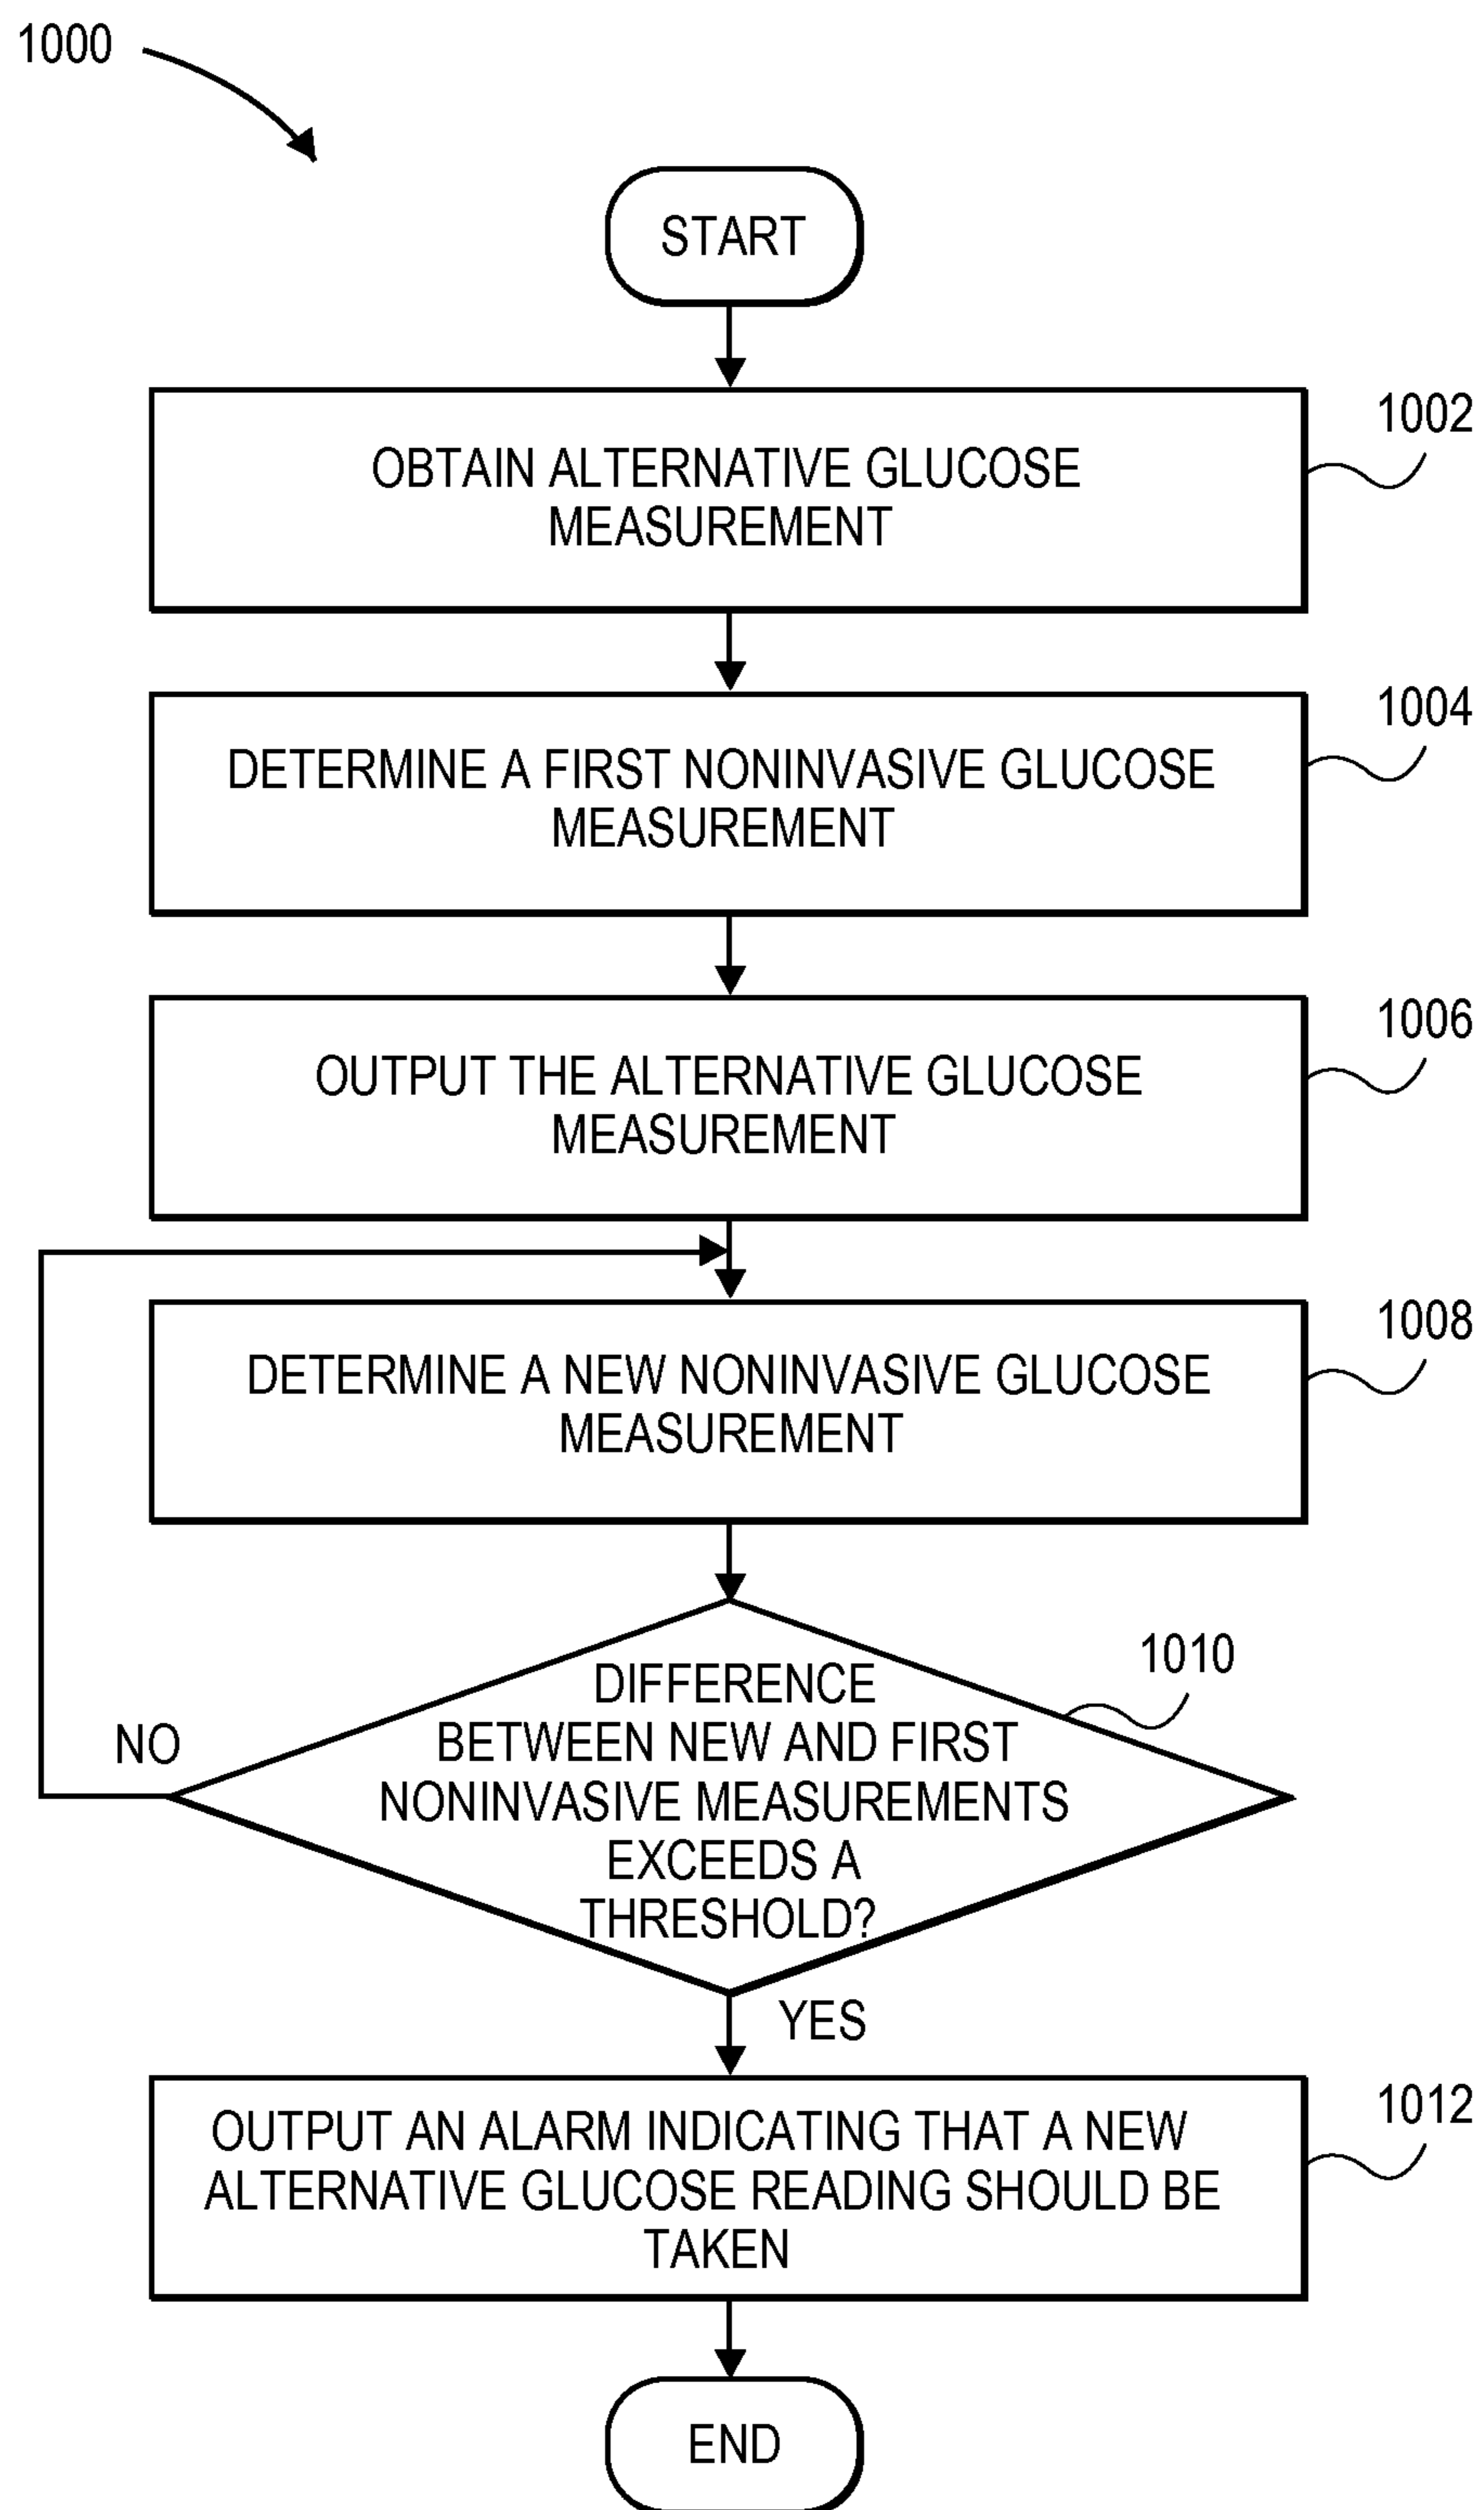 1000
START
OBTAIN ALTERNATIVE GLUCOSE
MEASUREMENT
1002
DETERMINE A FIRST NONINVASIVE GLUCOSE
MEASUREMENT
1004
OUTPUT THE ALTERNATIVE GLUCOSE
MEASUREMENT
1006
DETERMINE A NEW NONINVASIVE GLUCOSE
MEASUREMENT
1008
DIFFERENCE
BETWEEN NEW AND FIRST
NONINVASIVE MEASUREMENTS
EXCEEDS A
THRESHOLD?
1010
NO
YES
OUTPUT AN ALARM INDICATING THAT A NEW
ALTERNATIVE GLUCOSE READING SHOULD BE
TAKEN
1012
END